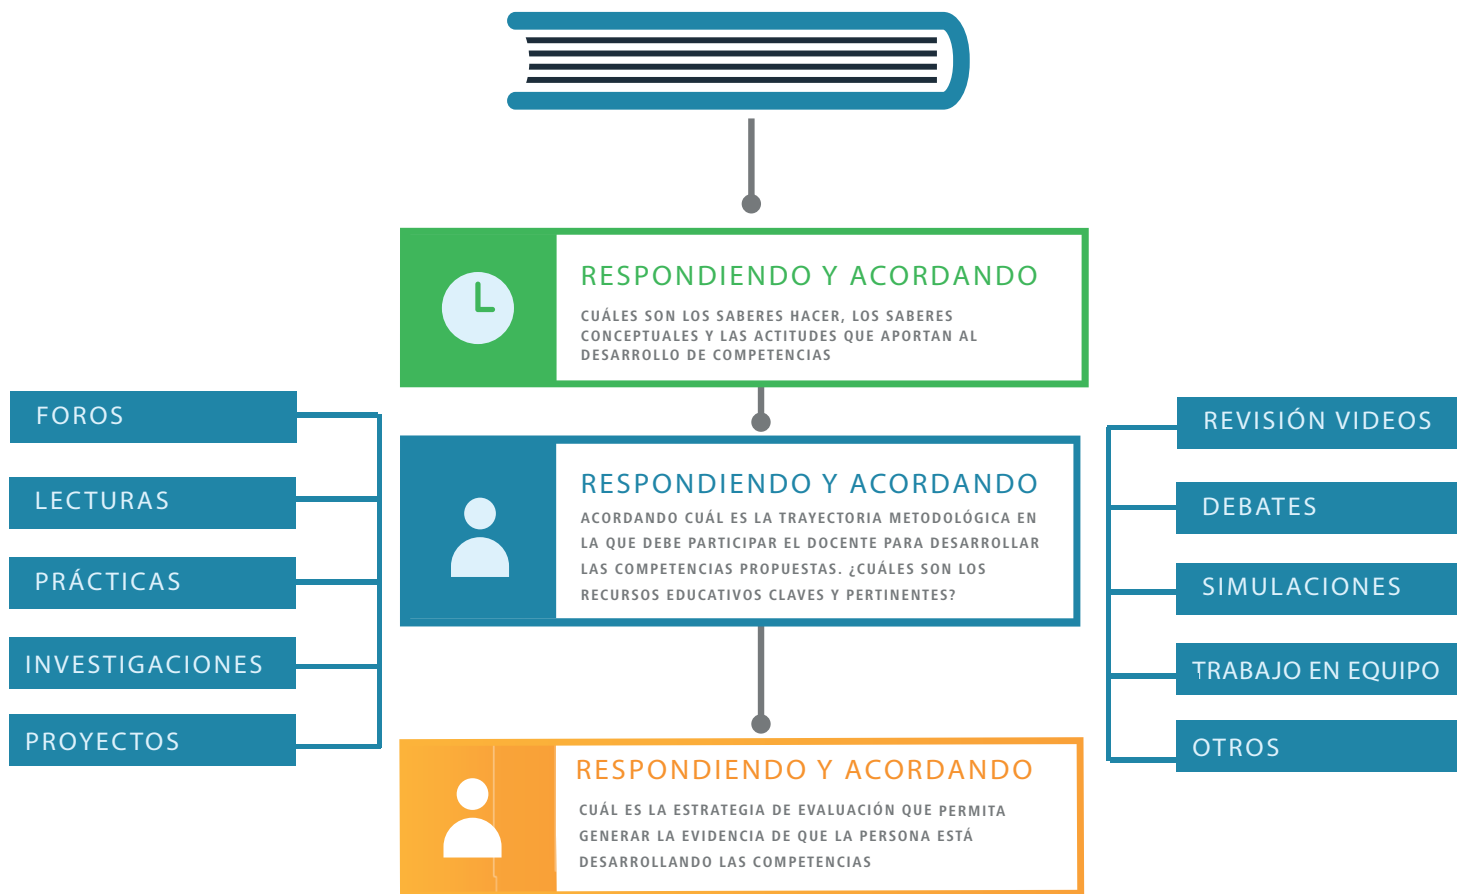 RESPONDIENDO Y ACORDANDO
CUÁLES SON LOS SABERES HACER, LOS SABERES
CONCEPTUALES Y LAS ACTITUDES QUE APORTAN AL
DESARROLLO DE COMPETENCIAS
FOROS
LECTURAS
PRÁCTICAS
INVESTIGACIONES
PROYECTOS
RESPONDIENDO Y ACORDANDO
ACORDANDO CUÁL ES LA TRAYECTORIA METODOLÓGICA EN
LA QUE DEBE PARTICIPAR EL DOCENTE PARA DESARROLLAR
LAS COMPETENCIAS PROPUESTAS. ¿CUÁLES SON LOS
RECURSOS EDUCATIVOS CLAVES Y PERTINENTES?
REVISIÓN VIDEOS
DEBATES
SIMULACIONES
TRABAJO EN EQUIPO
OTROS
RESPONDIENDO Y ACORDANDO
CUÁL ES LA ESTRATEGIA DE EVALUACIÓN QUE PERMITA
GENERAR LA EVIDENCIA DE QUE LA PERSONA ESTÁ
DESARROLLANDO LAS COMPETENCIAS